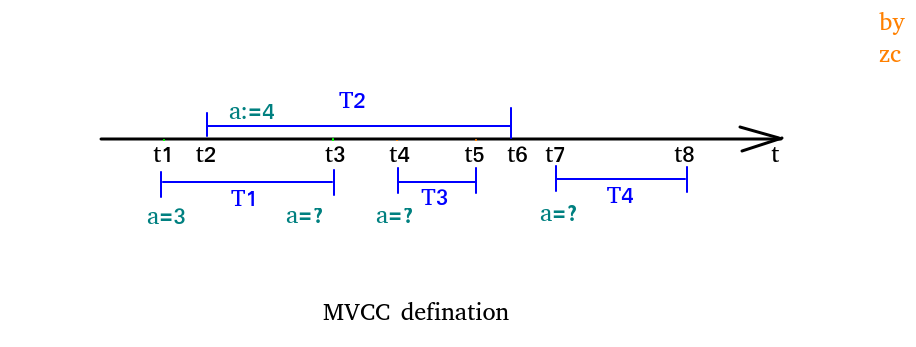 by
zc
T2
a:=4
t1 t2 t3 t4 t5 t6 t7 t8 t
T1 T3 T4
a=3 a=? a=? a=?
MVCC defination